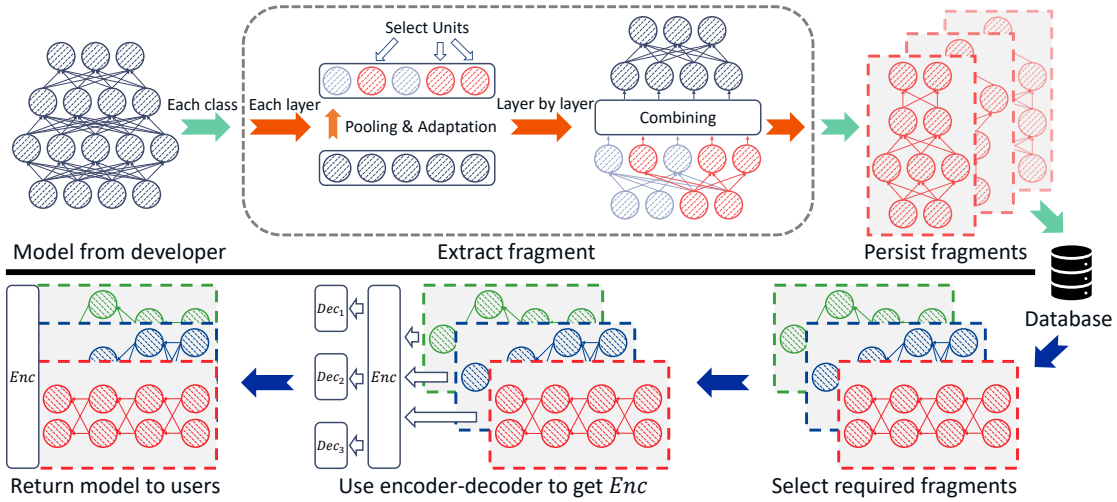 Select Units
Each class
Each layer
Pooling & Adaptation
Layer by layer
Combining
Model from developer
Extract fragment
Persist fragments
Database
Enc
Dec₁
Dec₂
Dec₃
Enc
Return model to users
Use encoder-decoder to get Enc
Select required fragments